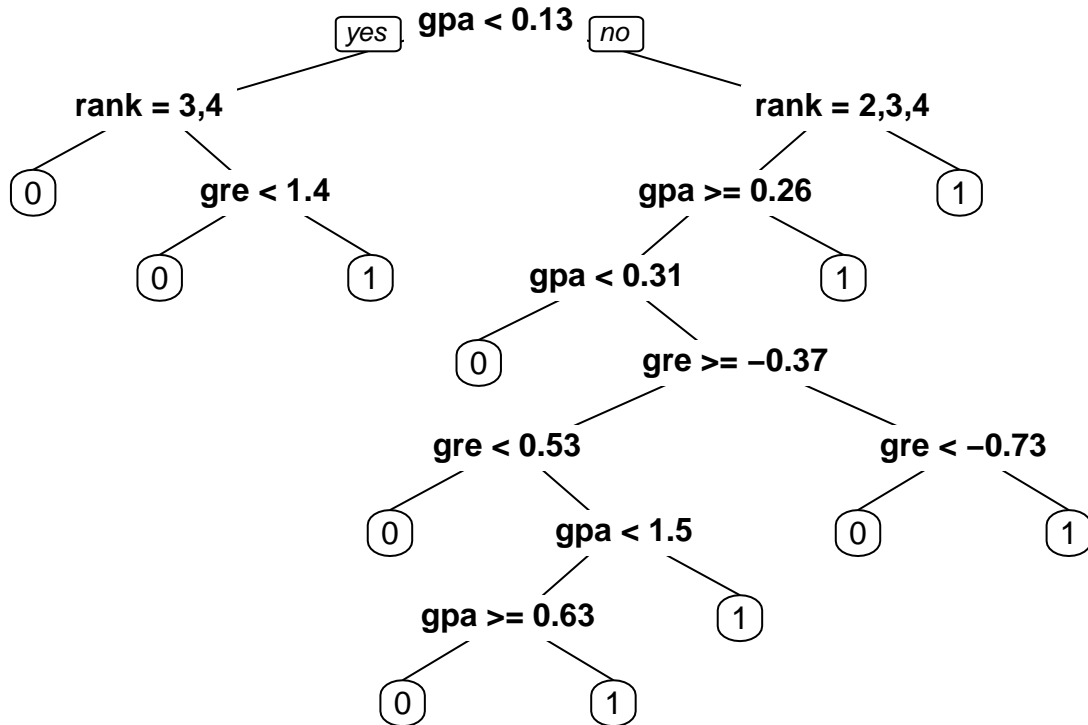 yes gpa < 0.13 no
rank = 3,4 rank = 2,3,4
0 gre < 1.4 gpa >= 0.26 1
0 1 gpa < 0.31 1
0 gre >= −0.37
gre < 0.53 gre < −0.73
0 gpa < 1.5 0 1
gpa >= 0.63 1
0 1